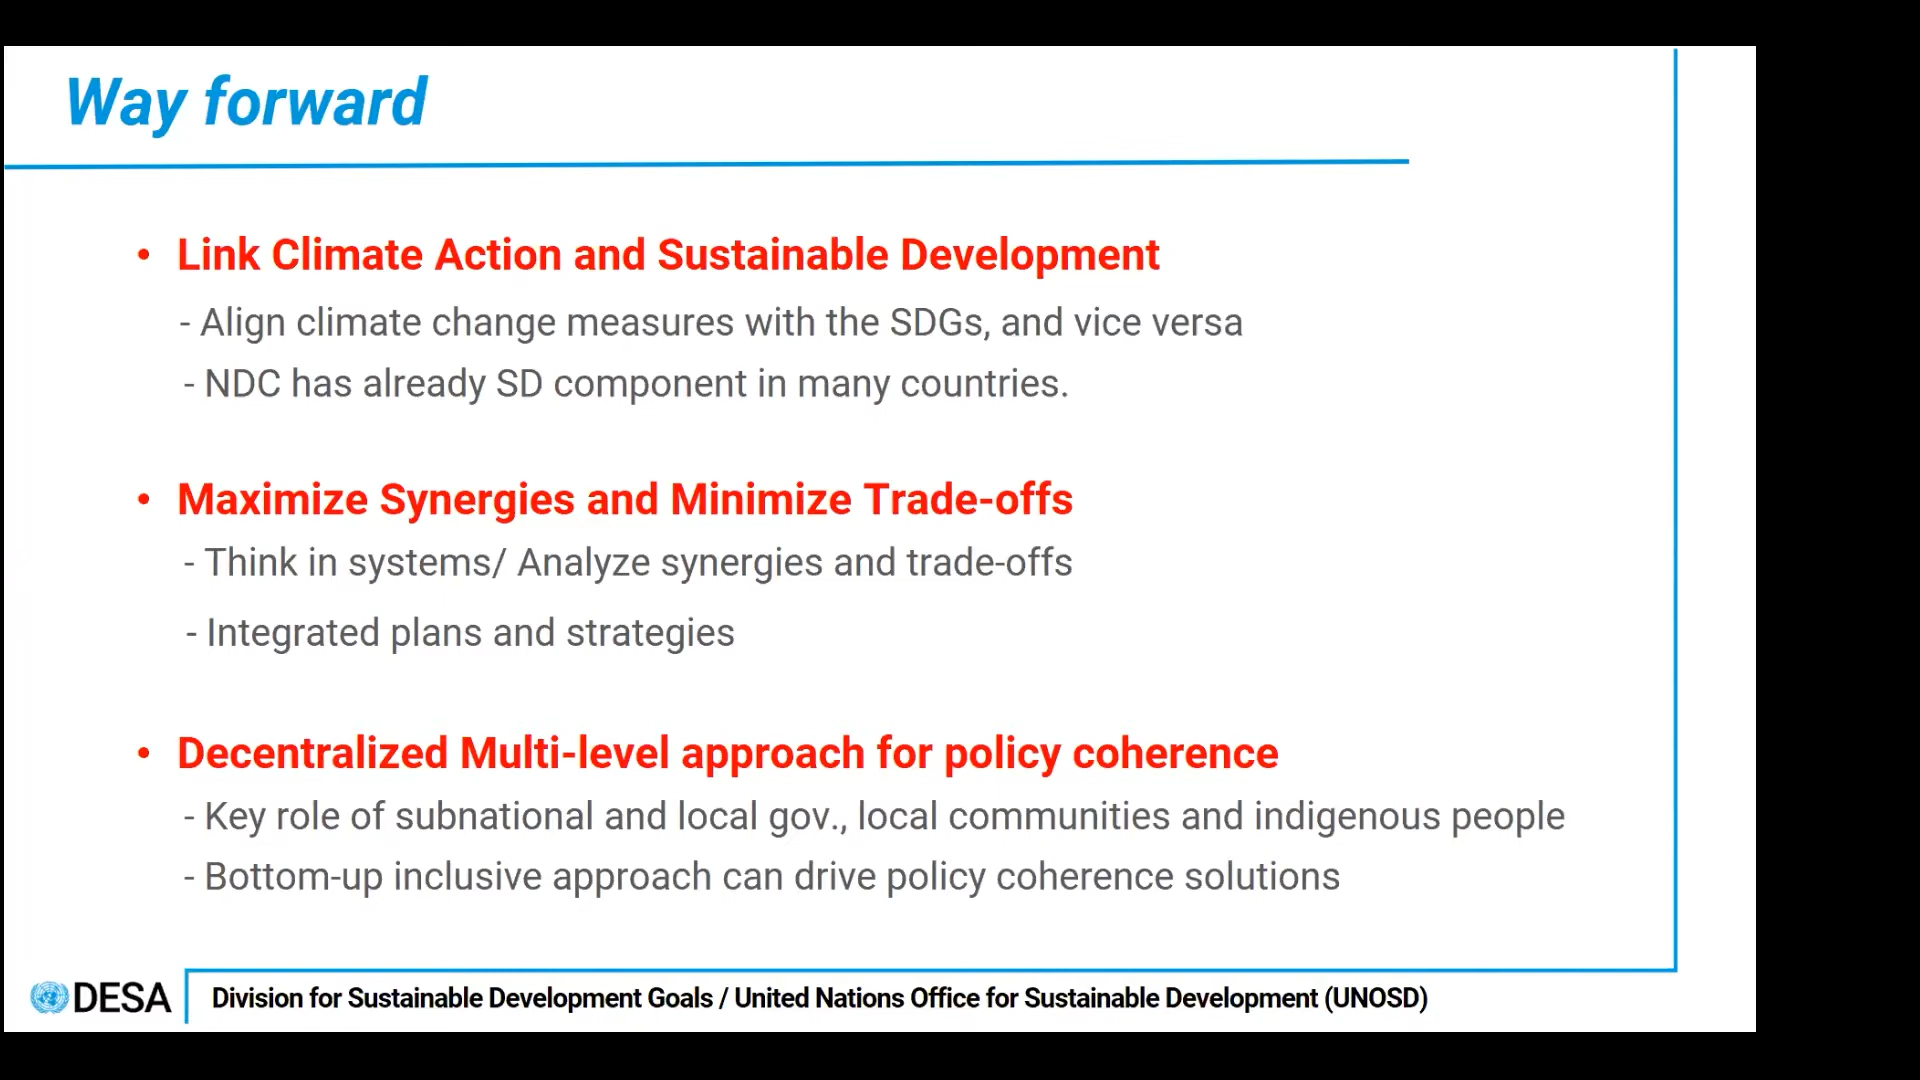 Way forward
• Link Climate Action and Sustainable Development
- Align climate change measures with the SDGs, and vice versa
- NDC has already SD component in many countries.
• Maximize Synergies and Minimize Trade-offs
- Think in systems/ Analyze synergies and trade-offs
- Integrated plans and strategies
• Decentralized Multi-level approach for policy coherence
- Key role of subnational and local gov., local communities and indigenous people
- Bottom-up inclusive approach can drive policy coherence solutions
DESA
Division for Sustainable Development Goals / United Nations Office for Sustainable Development (UNOSD)